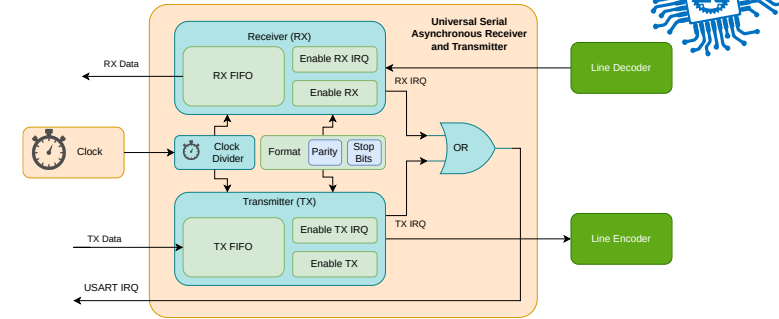 Universal Serial
Asynchronous Receiver
and Transmitter
Receiver (RX)
RX FIFO
Enable RX IRQ
Enable RX
RX Data
RX IRQ
Line Decoder
Clock
Clock
Divider
Format
Parity
Stop
Bits
OR
Transmitter (TX)
TX FIFO
Enable TX IRQ
Enable TX
TX Data
TX IRQ
Line Encoder
USART IRQ